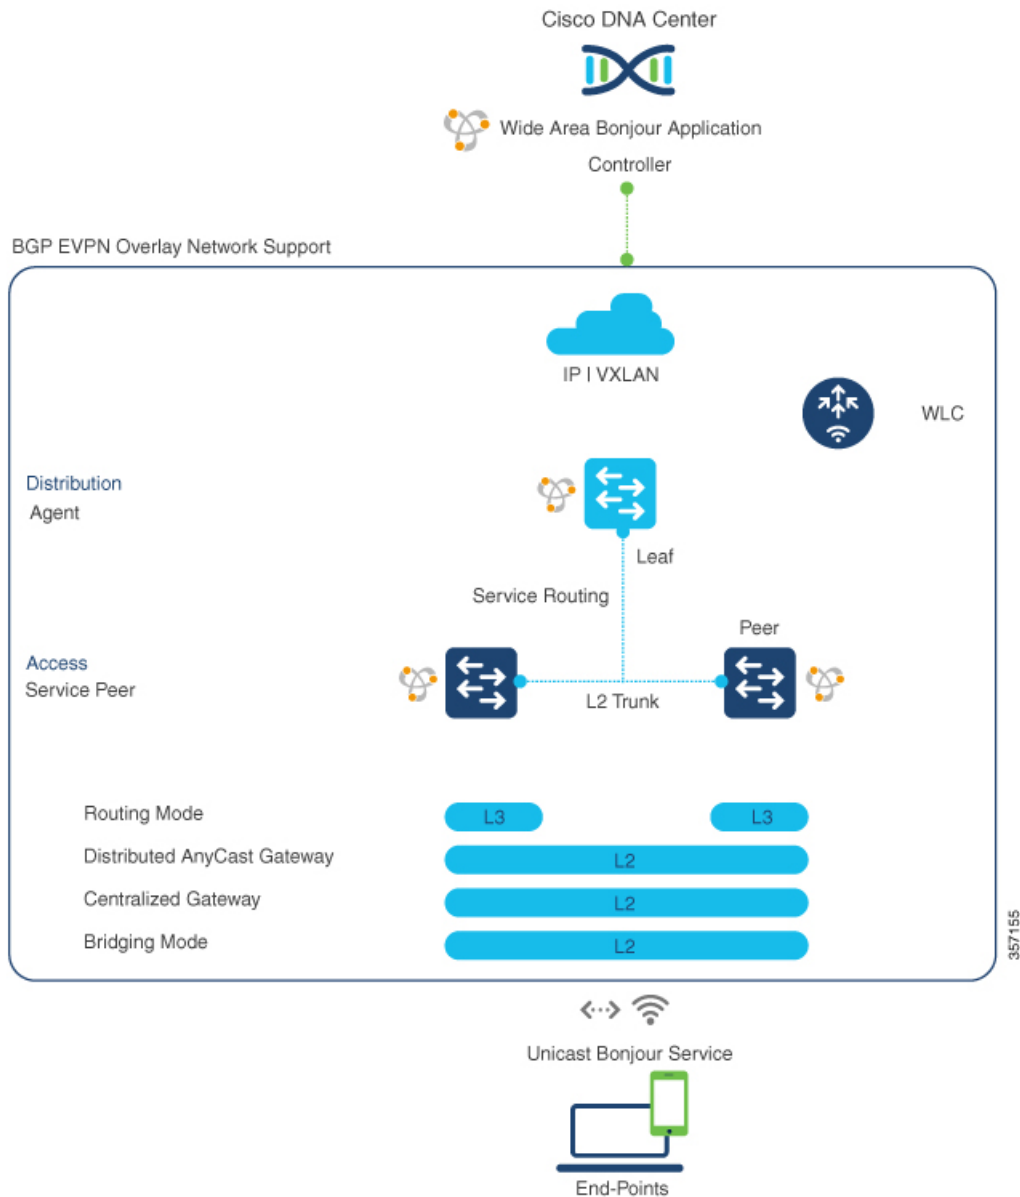 Cisco DNA Center
Wide Area Bonjour Application
Controller
BGP EVPN Overlay Network Support
IP | VXLAN
WLC
Distribution
Agent
Leaf
Service Routing
Peer
Access
Service Peer
L2 Trunk
Routing Mode
L3
L3
Distributed AnyCast Gateway
L2
Centralized Gateway
L2
Bridging Mode
L2
357155
Unicast Bonjour Service
End-Points